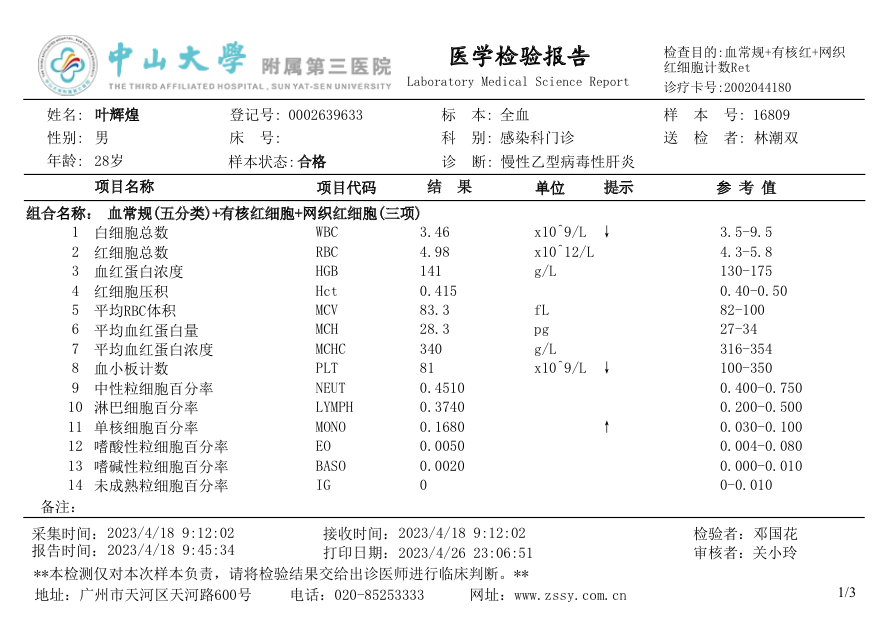 中山大學 附属第三医院
THE THIRD AFFILIATED HOSPITAL, SUN YAT-SEN UNIVERSITY
医学检验报告
Laboratory Medical Science Report
检查目的:血常规+有核红+网织
红细胞计数Ret
诊疗卡号:2002044180
姓名: 叶辉煌 登记号: 0002639633 标 本: 全血 样 本 号: 16809
性别: 男 床 号: 科 别: 感染科门诊 送 检 者: 林潮双
年龄: 28岁 样本状态: 合格 诊 断: 慢性乙型病毒性肝炎
项目名称 项目代码 结 果 单位 提示 参 考 值
组合名称: 血常规(五分类)+有核红细胞+网织红细胞(三项)
1 白细胞总数 WBC 3.46 x10^9/L ↓ 3.5-9.5
2 红细胞总数 RBC 4.98 x10^12/L 4.3-5.8
3 血红蛋白浓度 HGB 141 g/L 130-175
4 红细胞压积 Hct 0.415 0.40-0.50
5 平均RBC体积 MCV 83.3 fL 82-100
6 平均血红蛋白量 MCH 28.3 pg 27-34
7 平均血红蛋白浓度 MCHC 340 g/L 316-354
8 血小板计数 PLT 81 x10^9/L ↓ 100-350
9 中性粒细胞百分率 NEUT 0.4510 0.400-0.750
10 淋巴细胞百分率 LYMPH 0.3740 0.200-0.500
11 单核细胞百分率 MONO 0.1680 ↑ 0.030-0.100
12 嗜酸性粒细胞百分率 EO 0.0050 0.004-0.080
13 嗜碱性粒细胞百分率 BASO 0.0020 0.000-0.010
14 未成熟粒细胞百分率 IG 0 0-0.010
备注:
采集时间: 2023/4/18 9:12:02 接收时间: 2023/4/18 9:12:02 检验者: 邓国花
报告时间: 2023/4/18 9:45:34 打印日期: 2023/4/26 23:06:51 审核者: 关小玲
**本检测仅对本次样本负责，请将检验结果交给出诊医师进行临床判断。**
地址: 广州市天河区天河路600号 电话: 020-85253333 网址: www.zssy.com.cn 1/3